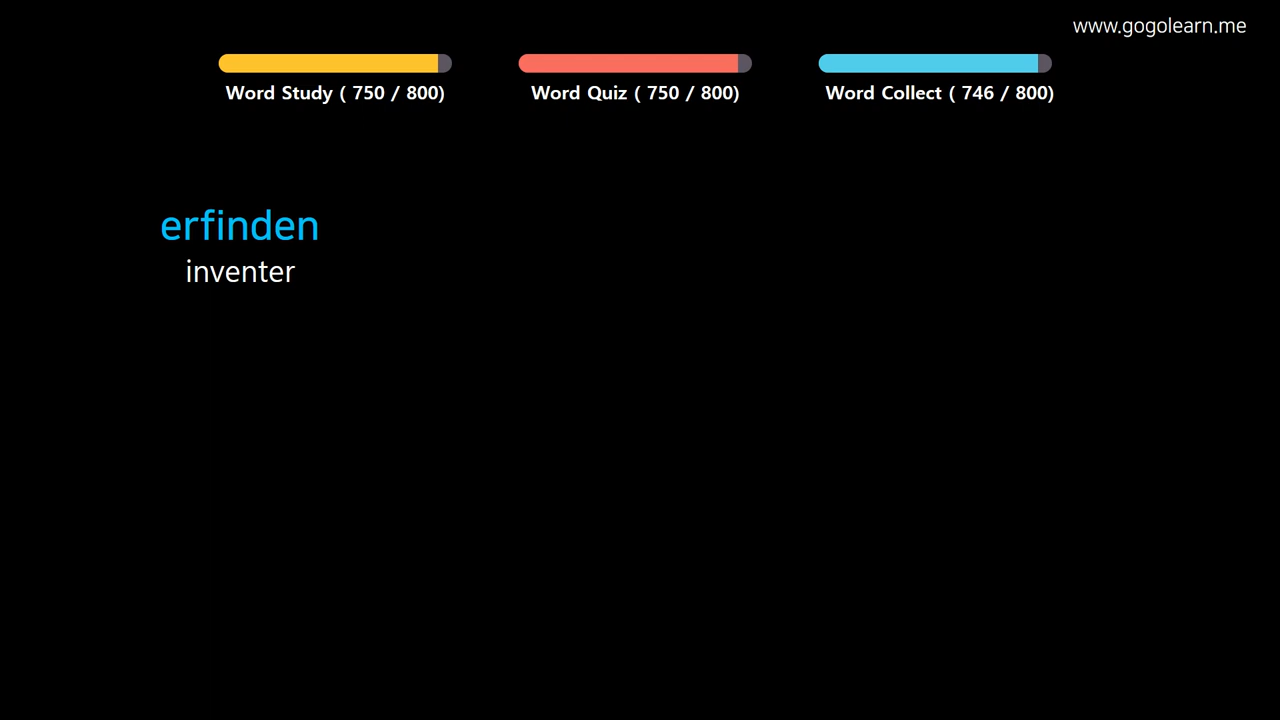 www.gogolearn.me
Word Study ( 750 / 800)
Word Quiz ( 750 / 800)
Word Collect ( 746 / 800)
erfinden
inventer